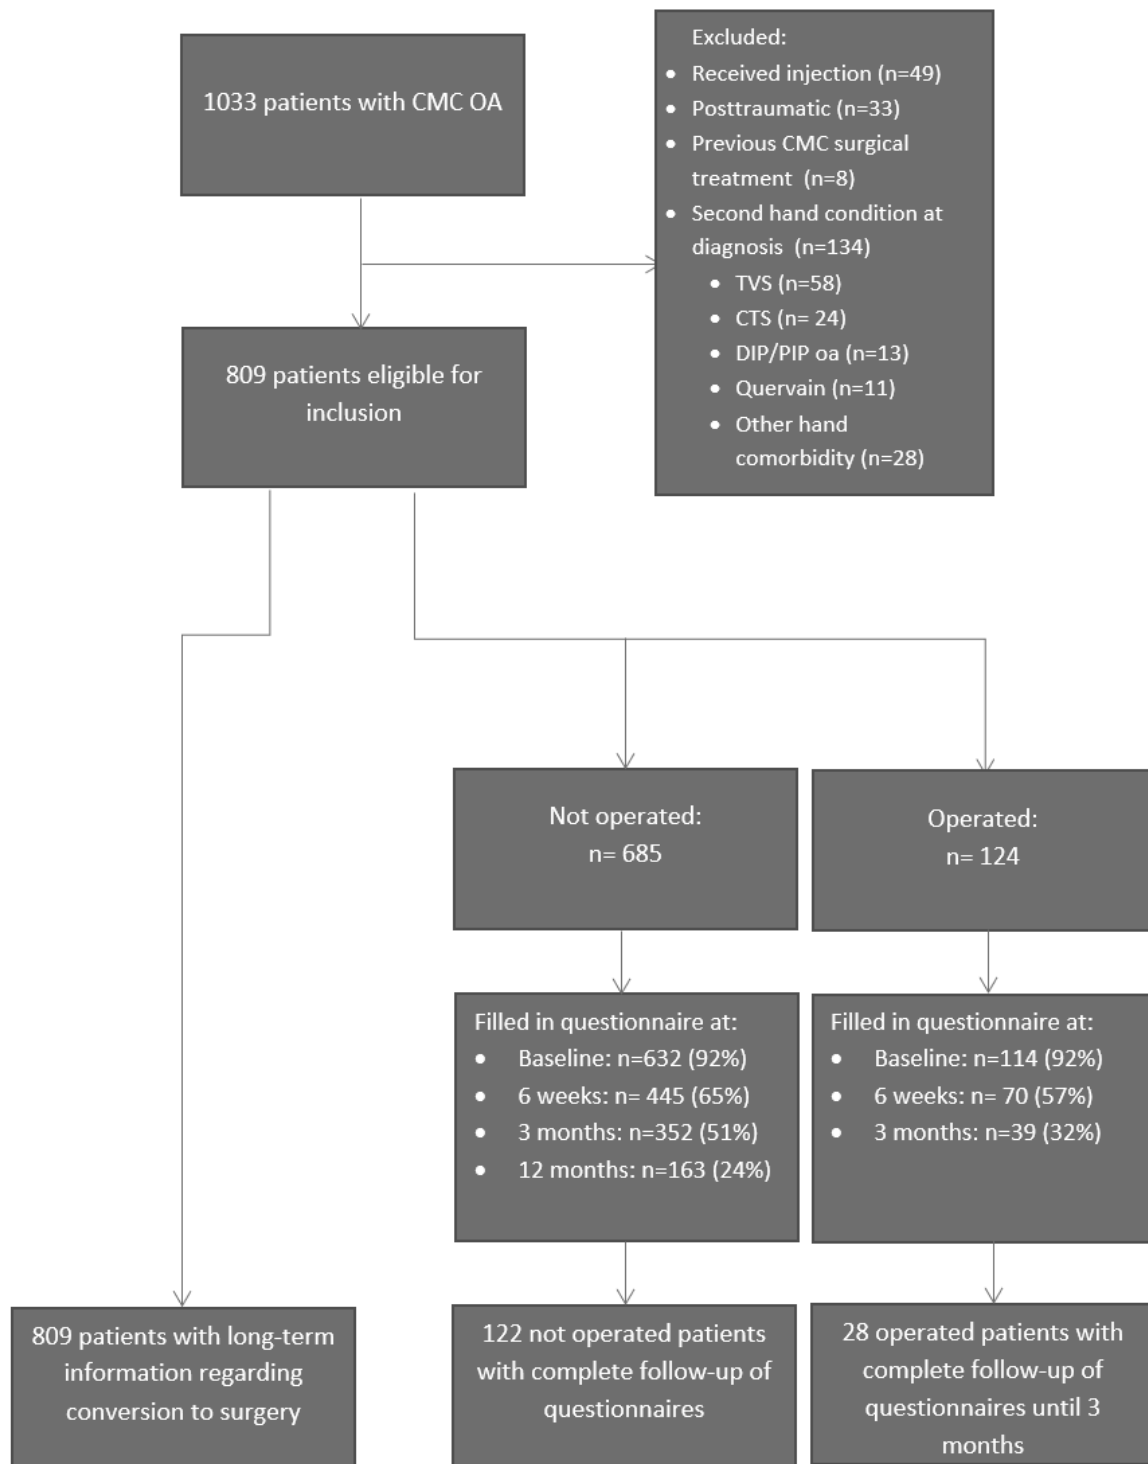 1033 patients with CMC OA
Excluded:
• Received injection (n=49)
• Posttraumatic (n=33)
• Previous CMC surgical
treatment (n=8)
• Second hand condition at
diagnosis (n=134)
• TVS (n=58)
• CTS (n= 24)
• DIP/PIP oa (n=13)
• Quervain (n=11)
• Other hand
comorbidity (n=28)
809 patients eligible for
inclusion
Not operated:
n= 685
Operated:
n= 124
Filled in questionnaire at:
• Baseline: n=632 (92%)
• 6 weeks: n= 445 (65%)
• 3 months: n=352 (51%)
• 12 months: n=163 (24%)
Filled in questionnaire at:
• Baseline: n=114 (92%)
• 6 weeks: n= 70 (57%)
• 3 months: n=39 (32%)
809 patients with long-term
information regarding
conversion to surgery
122 not operated patients
with complete follow-up of
questionnaires
28 operated patients with
complete follow-up of
questionnaires until 3
months